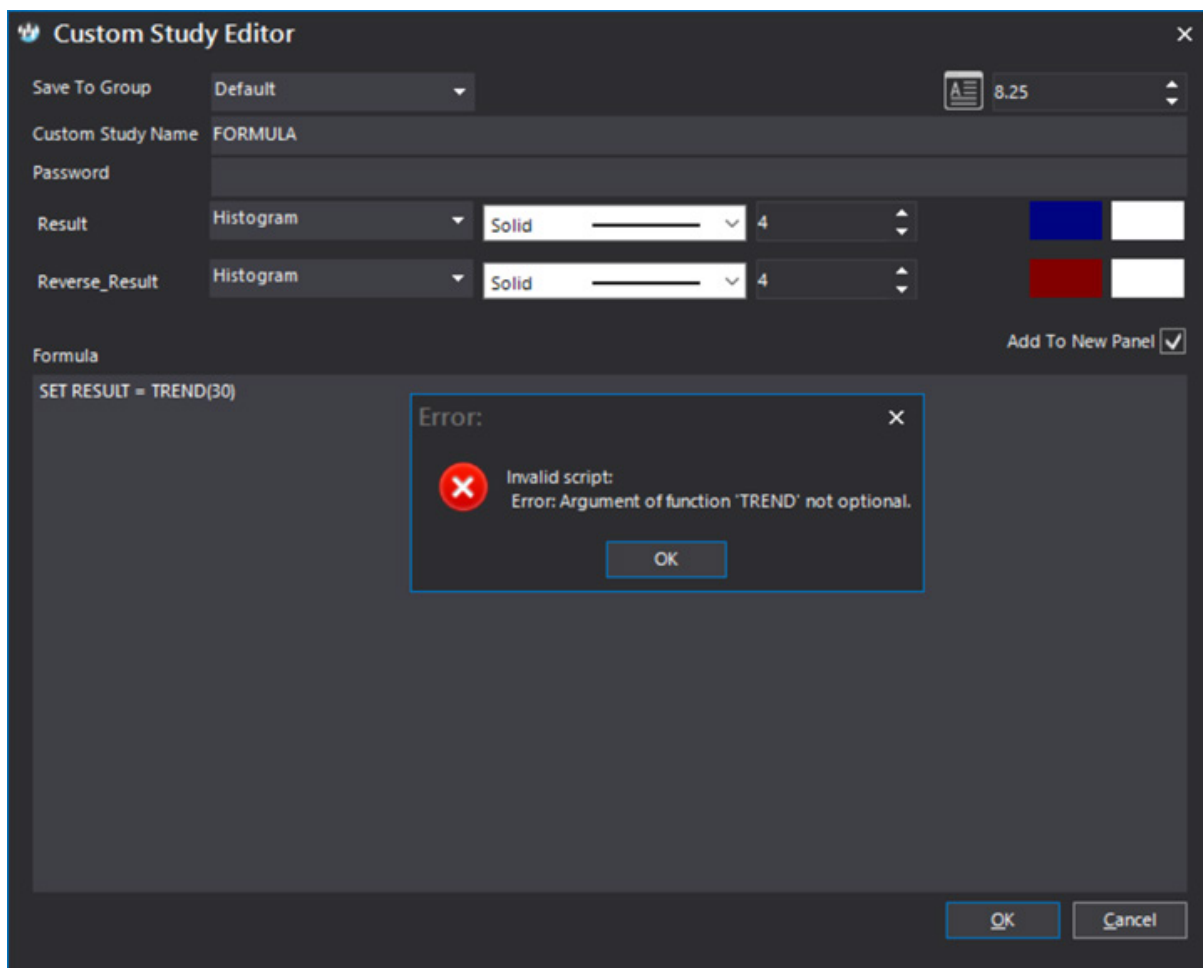 Custom Study Editor
Save To Group Default 8.25
Custom Study Name FORMULA
Password
Result Histogram Solid 4
Reverse_Result Histogram Solid 4
Add To New Panel
Formula
SET RESULT = TREND(30)
Error:
Invalid script:
Error: Argument of function 'TREND' not optional.
OK
OK Cancel